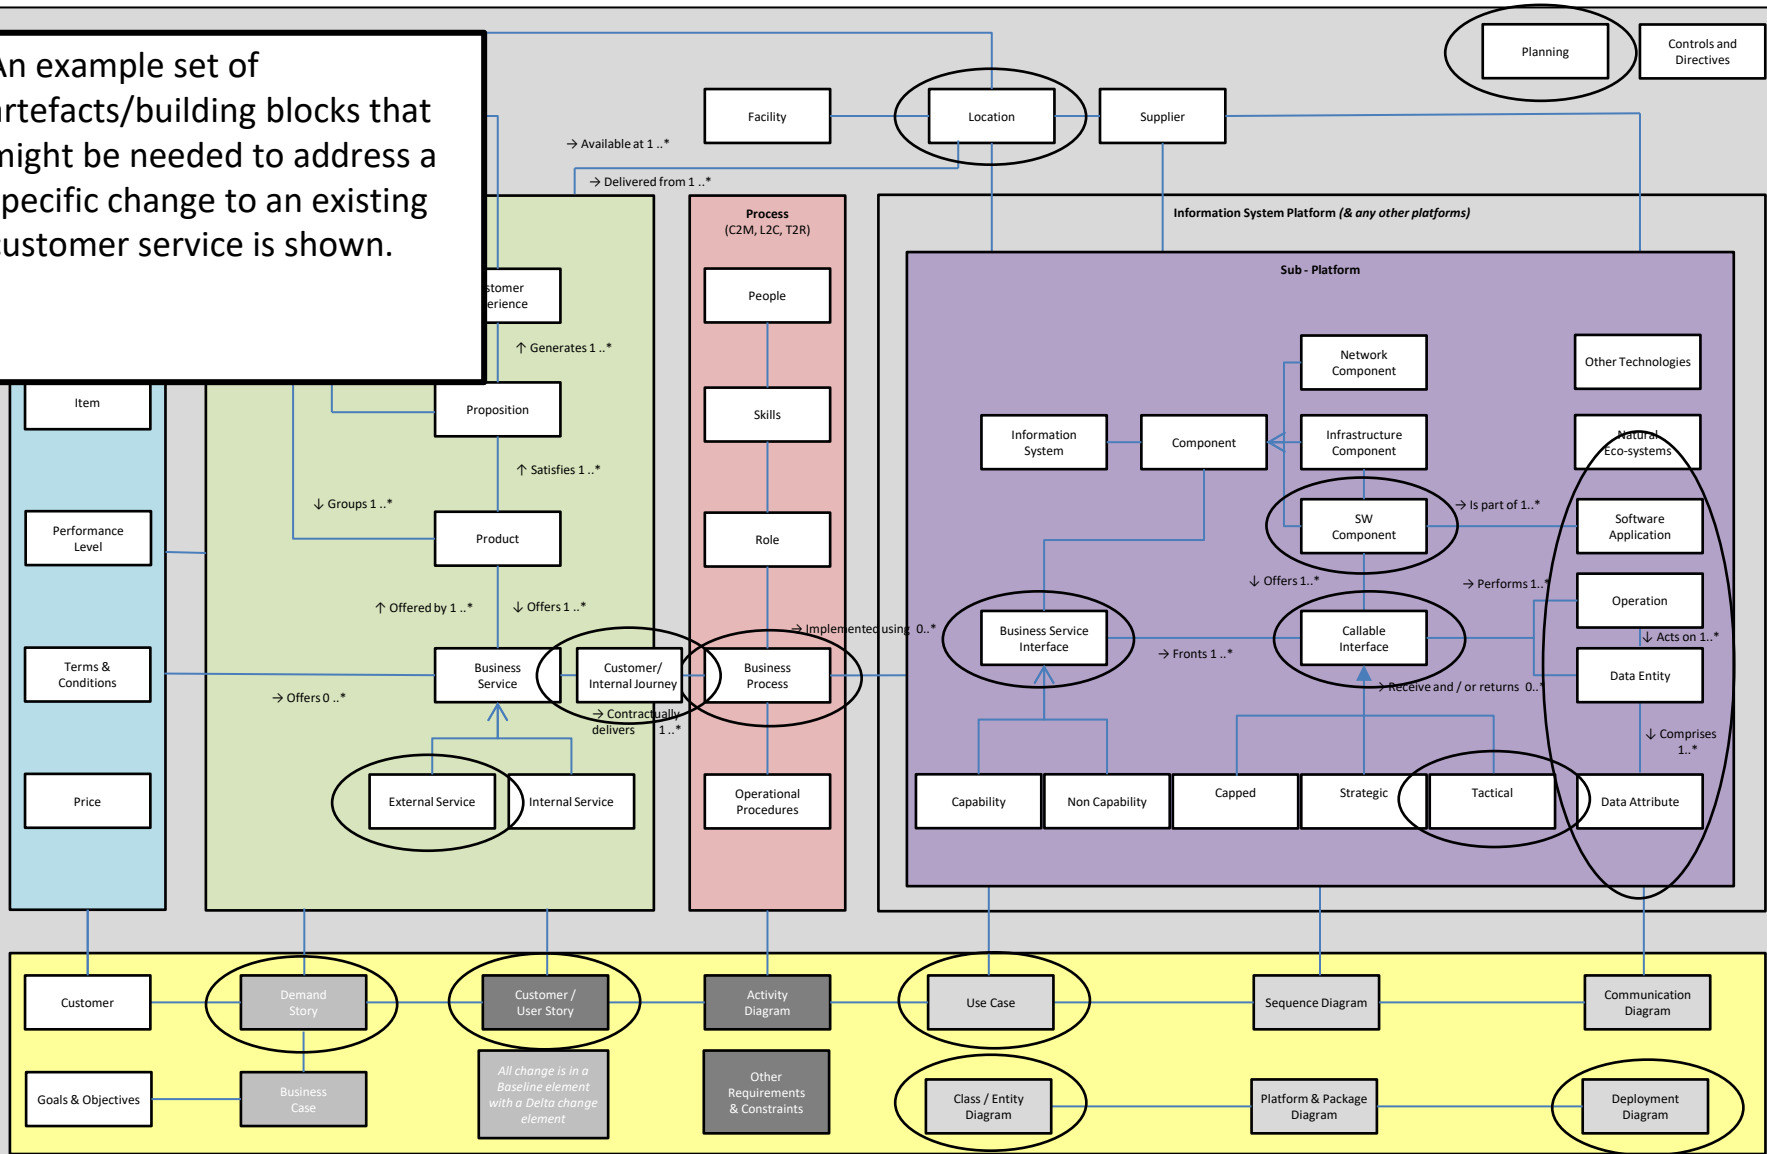 An example set of
artefacts/building blocks that
might be needed to address a
specific change to an existing
customer service is shown.
Planning
Controls and
Directives
Facility
Location
Supplier
→ Available at 1 ..*
→ Delivered from 1 ..*
Process
(C2M, L2C, T2R)
Information System Platform (& any other platforms)
Sub - Platform
stomer
erience
People
↑ Generates 1 ..*
Network
Component
Other Technologies
Item
Proposition
Skills
Information
System
Component
Infrastructure
Component
Natural
Eco-systems
↑ Satisfies 1 ..*
↓ Groups 1 ..*
→ Is part of 1..*
Performance
Level
Product
Role
SW
Component
Software
Application
↑ Offered by 1 ..*
↓ Offers 1 ..*
↓ Offers 1..*
→ Performs 1..*
Operation
→ Implemented using 0..*
Business Service
Interface
Callable
Interface
↓ Acts on 1..*
→ Fronts 1 ..*
Terms &
Conditions
Business
Service
Customer/
Internal Journey
Business
Process
Data Entity
→ Offers 0 ..*
→ Receive and / or returns 0..*
→ Contractually
delivers 1 ..*
↓ Comprises
1..*
Price
External Service
Internal Service
Operational
Procedures
Capability
Non Capability
Capped
Strategic
Tactical
Data Attribute
Customer
Demand
Story
Customer /
User Story
Activity
Diagram
Use Case
Sequence Diagram
Communication
Diagram
Goals & Objectives
Business
Case
All change is in a
Baseline element
with a Delta change
element
Other
Requirements
& Constraints
Class / Entity
Diagram
Platform & Package
Diagram
Deployment
Diagram